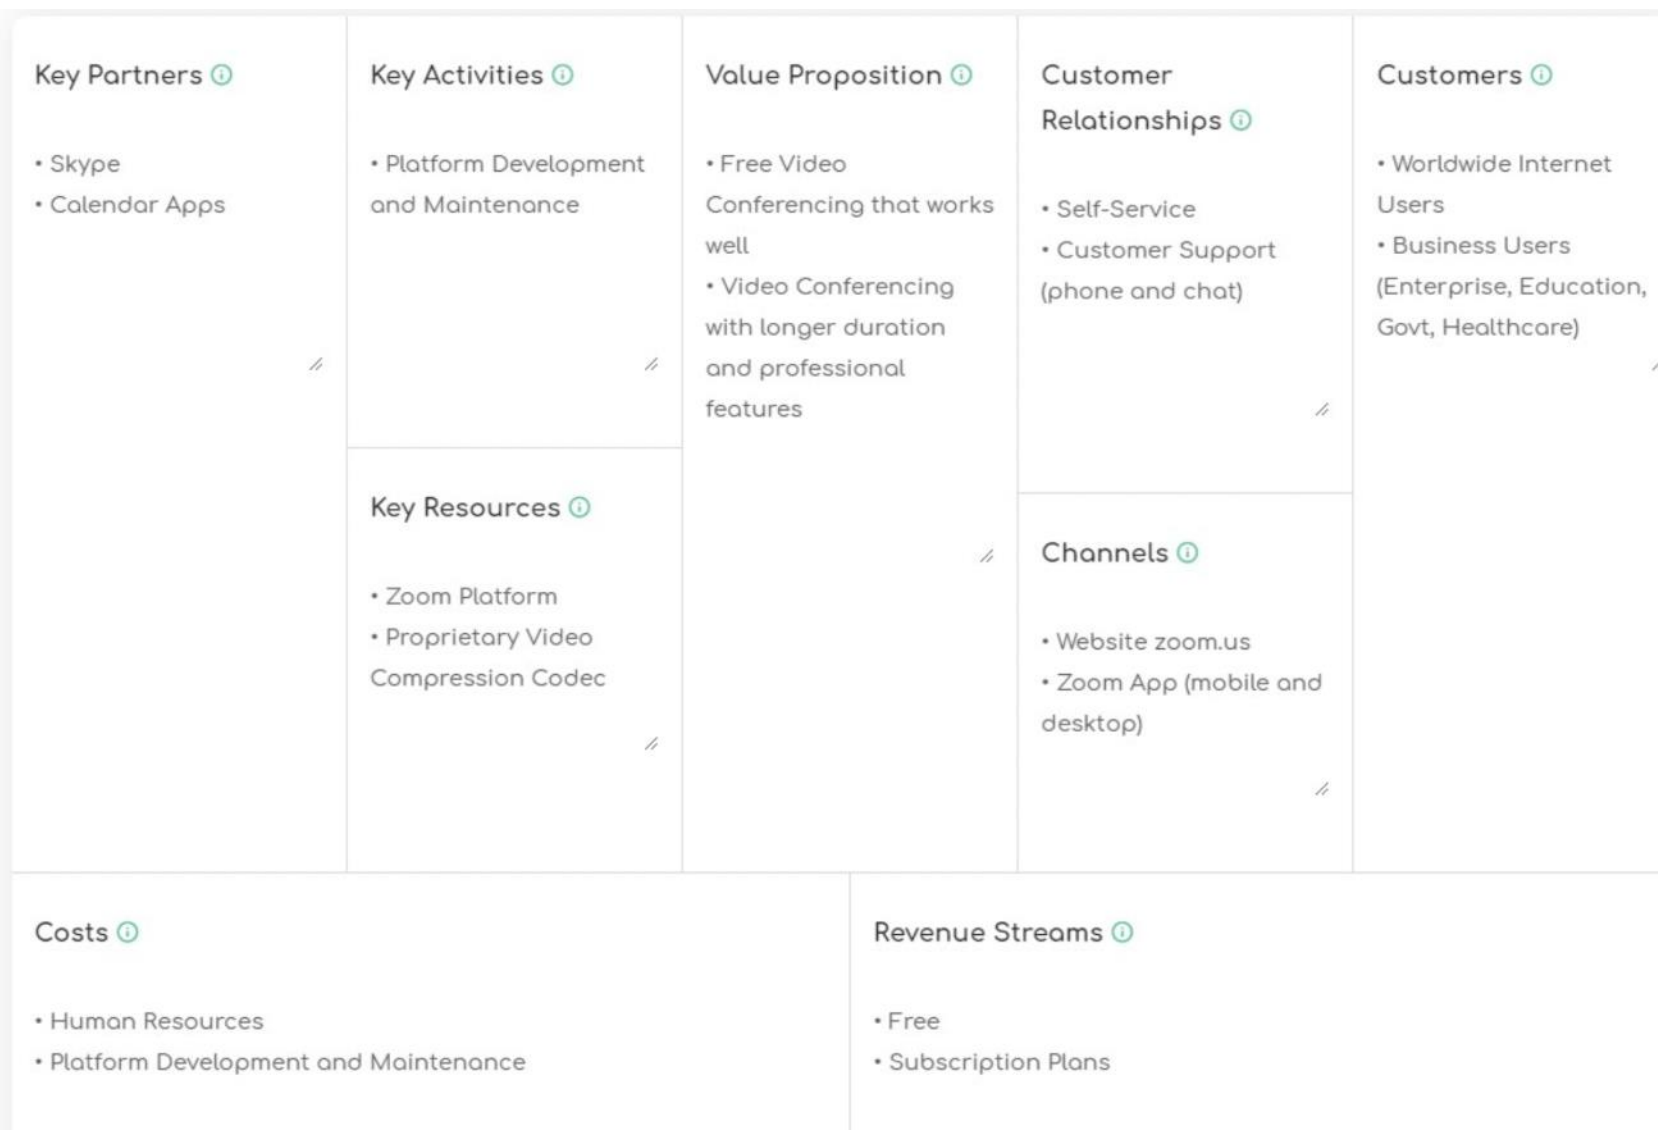 Key Partners
• Skype
• Calendar Apps
Key Activities
• Platform Development
and Maintenance
Key Resources
• Zoom Platform
• Proprietary Video
Compression Codec
Value Proposition
• Free Video
Conferencing that works
well
• Video Conferencing
with longer duration
and professional
features
Customer
Relationships
• Self-Service
• Customer Support
(phone and chat)
Channels
• Website zoom.us
• Zoom App (mobile and
desktop)
Customers
• Worldwide Internet
Users
• Business Users
(Enterprise, Education,
Govt, Healthcare)
Costs
• Human Resources
• Platform Development and Maintenance
Revenue Streams
• Free
• Subscription Plans